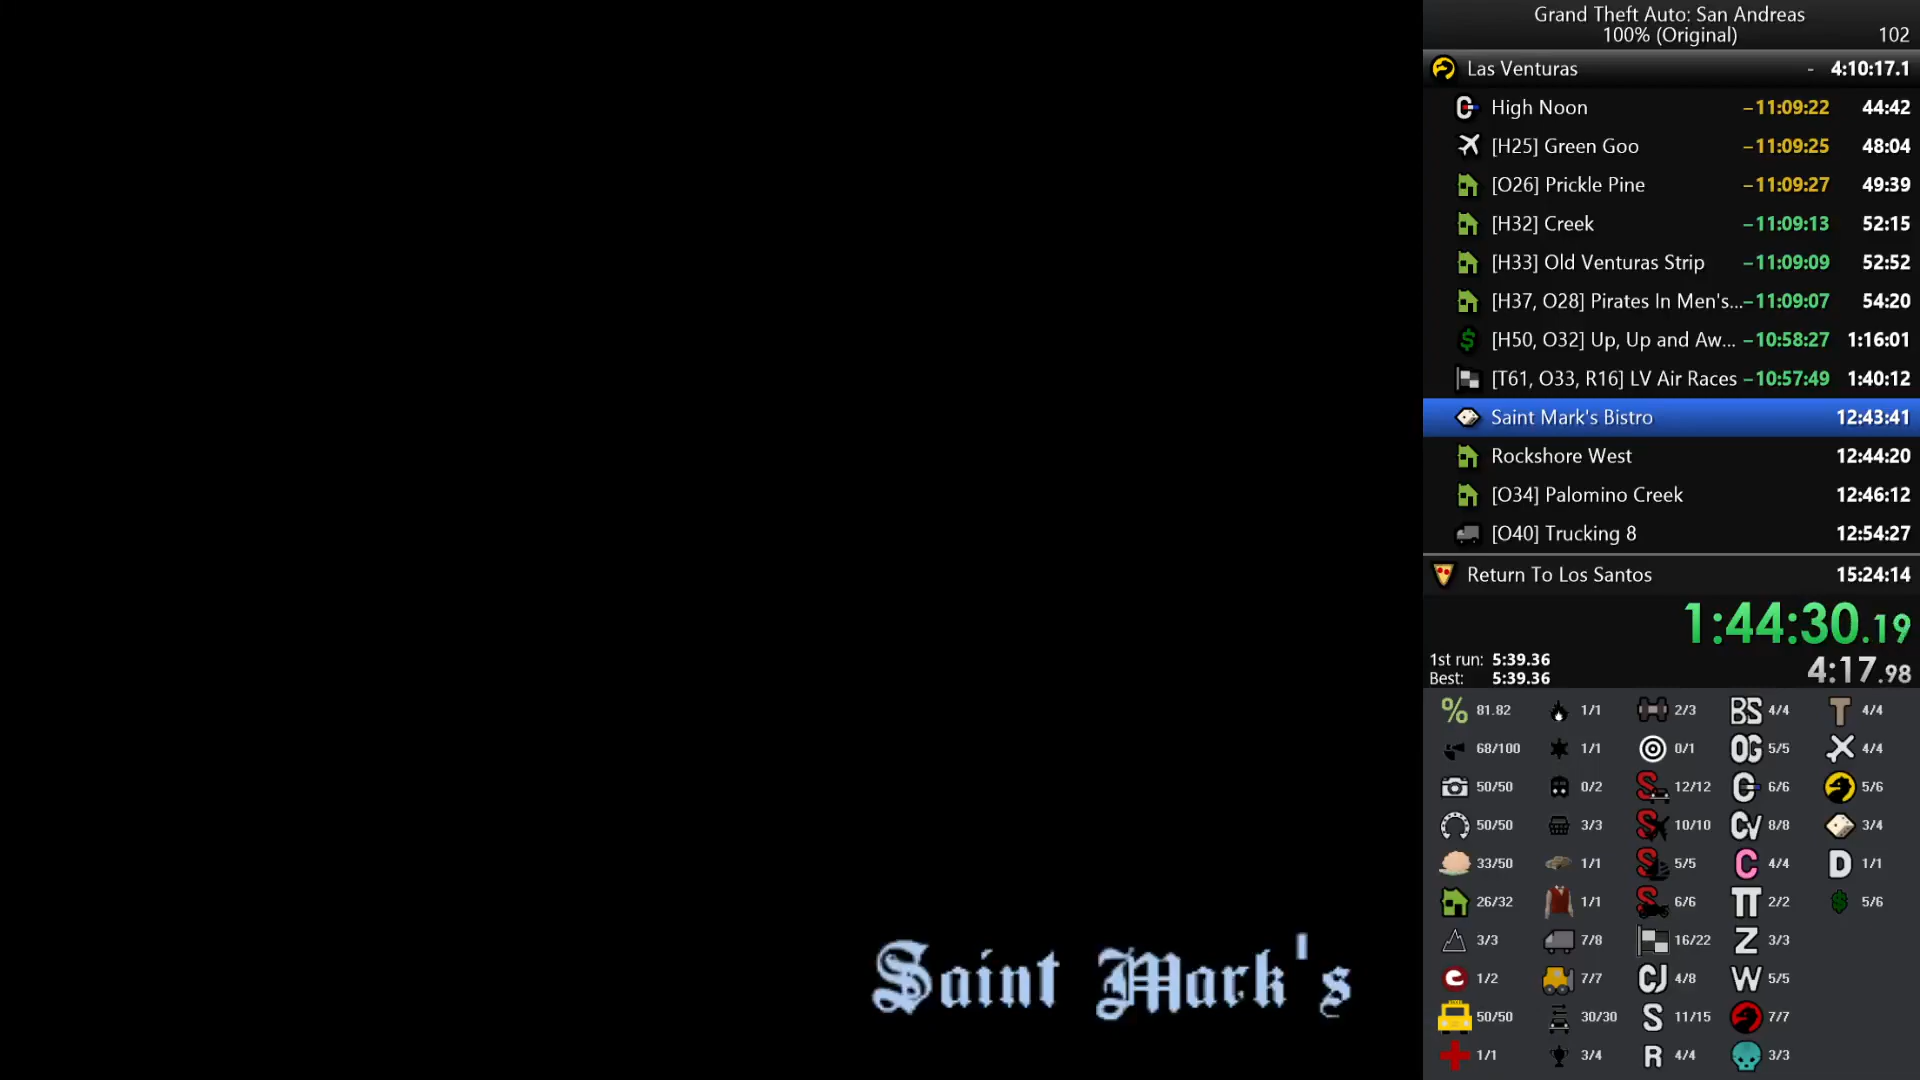 Grand Theft Auto: San Andreas
100% (Original) 102
Las Venturas - 4:10:17.1
High Noon −11:09:22 44:42
[H25] Green Goo −11:09:25 48:04
[O26] Prickle Pine −11:09:27 49:39
[H32] Creek −11:09:13 52:15
[H33] Old Venturas Strip −11:09:09 52:52
[H37, O28] Pirates In Men's... −11:09:07 54:20
[H50, O32] Up, Up and Aw... −10:58:27 1:16:01
[T61, O33, R16] LV Air Races −10:57:49 1:40:12
Saint Mark's Bistro 12:43:41
Rockshore West 12:44:20
[O34] Palomino Creek 12:46:12
[O40] Trucking 8 12:54:27
Return To Los Santos 15:24:14
1:44:30.19
1st run: 5:39.36
Best: 5:39.36
4:17.98
% 81.82 1/1 2/3 BS 4/4 T 4/4
68/100 1/1 0/1 OG 5/5 4/4
50/50 0/2 S 12/12 C 6/6 5/6
50/50 3/3 S 10/10 CV 8/8 3/4
33/50 1/1 S 5/5 C 4/4 D 1/1
26/32 1/1 S 6/6 2/2 $ 5/6
3/3 7/8 16/22 Z 3/3
1/2 7/7 CJ 4/8 W 5/5
50/50 30/30 S 11/15 7/7
1/1 3/4 R 4/4 3/3
Saint Mark's